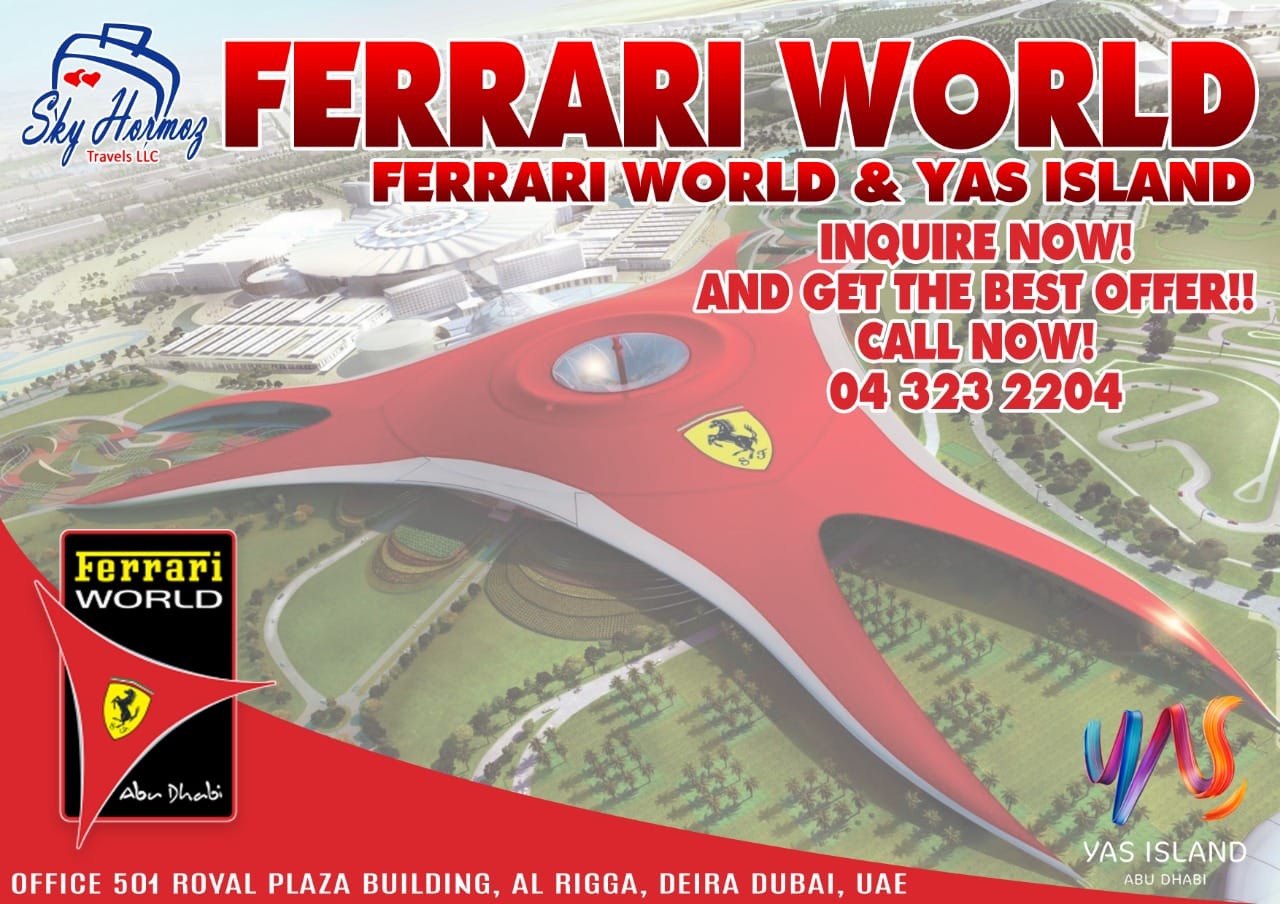 Sky Hormoz
Travels LLC
FERRARI WORLD
FERRARI WORLD & YAS ISLAND
INQUIRE NOW!
AND GET THE BEST OFFER!!
CALL NOW!
04 323 2204
S F
Ferrari
WORLD
S F
Abu Dhabi
YAS
YAS ISLAND
ABU DHABI
OFFICE 501 ROYAL PLAZA BUILDING, AL RIGGA, DEIRA DUBAI, UAE